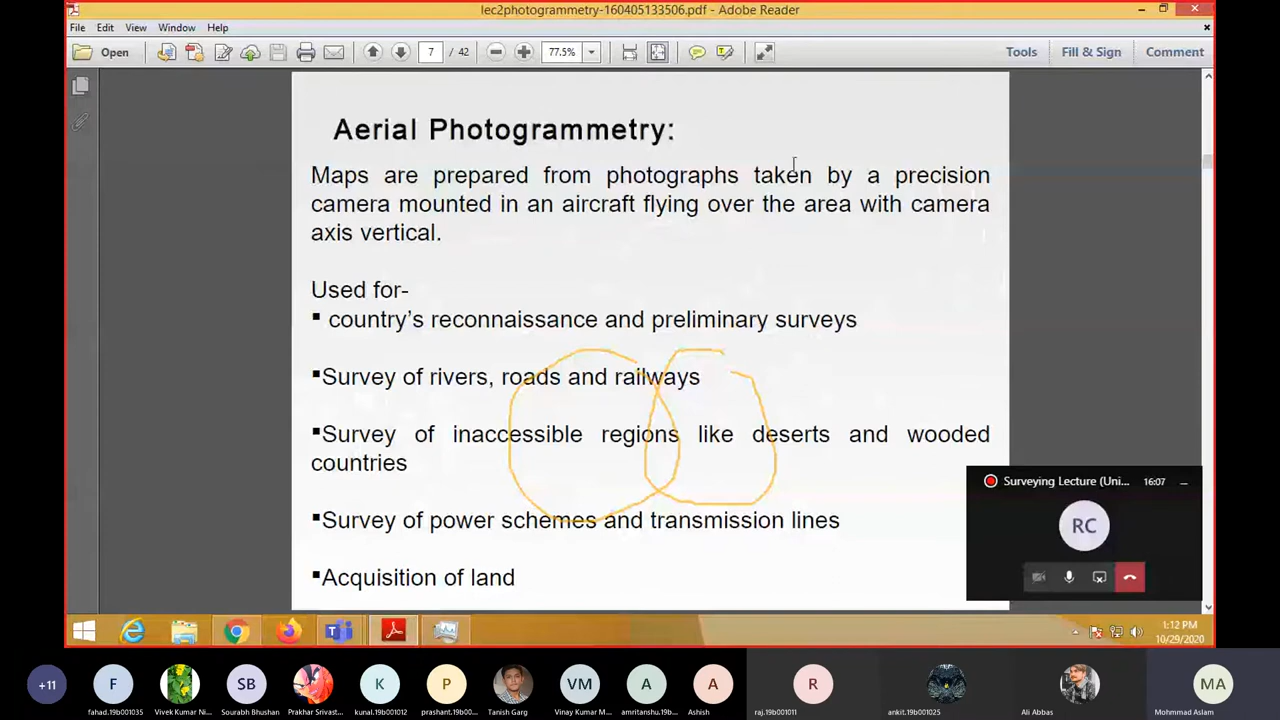 lec2photogrammetry-160405133506.pdf - Adobe Reader
File Edit View Window Help
Open 7 / 42 77.5% Tools Fill & Sign Comment
Aerial Photogrammetry:
Maps are prepared from photographs taken by a precision
camera mounted in an aircraft flying over the area with camera
axis vertical.
Used for-
▪ country’s reconnaissance and preliminary surveys
▪Survey of rivers, roads and railways
▪Survey of inaccessible regions like deserts and wooded
countries
▪Survey of power schemes and transmission lines
▪Acquisition of land
Surveying Lecture (Uni... 16:07
RC
1:12 PM
10/29/2020
+11 F SB K P VM A A R MA
fahad.19b001035 Vivek Kumar Ni... Sourabh Bhushan Prakhar Srivast... kunal.19b001012 prashant.19b00... Tanish Garg Vinay Kumar M... amritanshu.19b0... Ashish raj.19b001011 ankit.19b001025 Ali Abbas Mohmmad Aslam